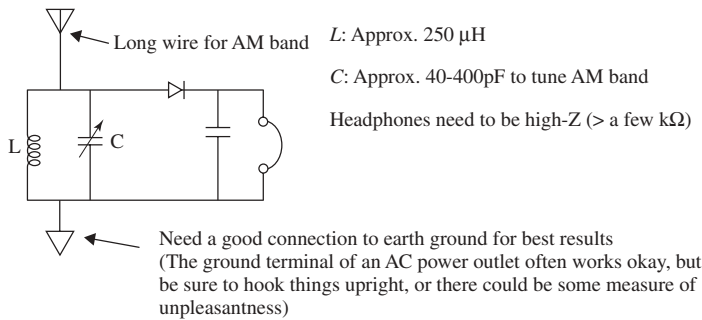 Long wire for AM band
L: Approx. 250 µH
C: Approx. 40-400pF to tune AM band
Headphones need to be high-Z (> a few kΩ)
L
C
Need a good connection to earth ground for best results
(The ground terminal of an AC power outlet often works okay, but
be sure to hook things upright, or there could be some measure of
unpleasantness)